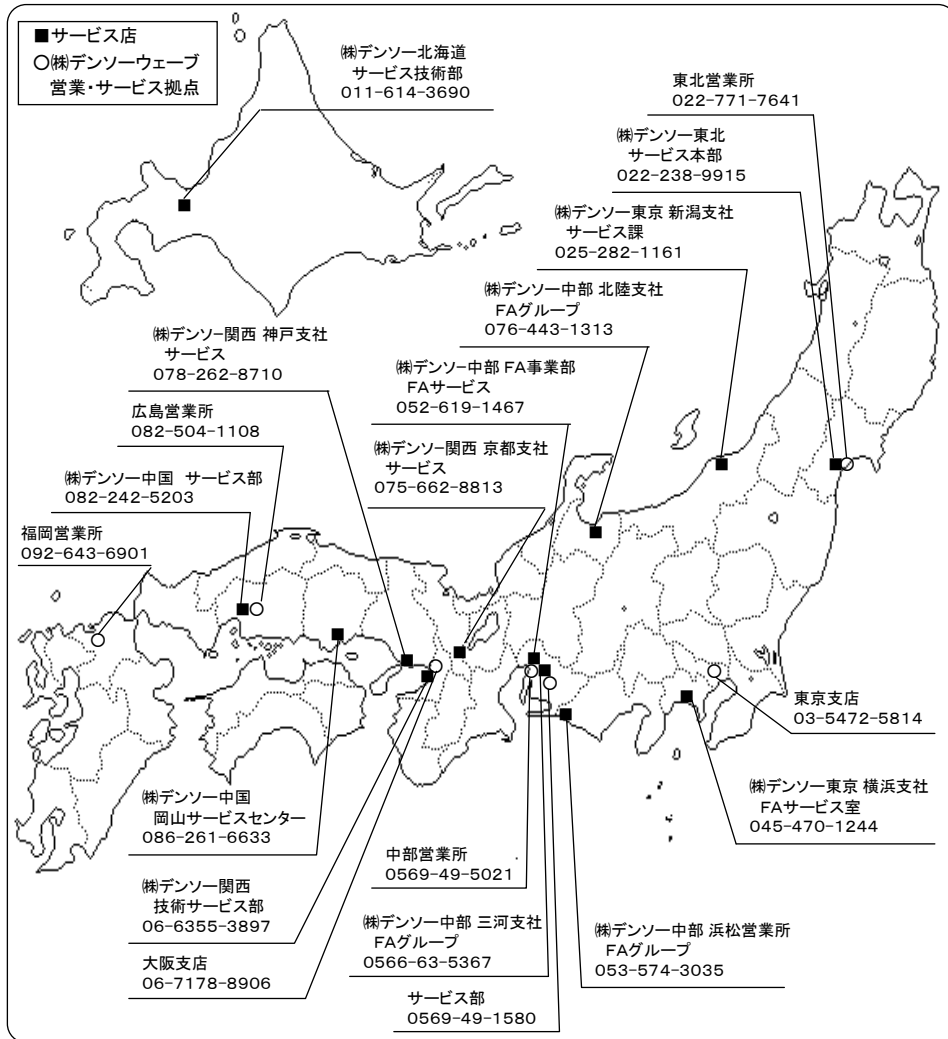 ■サービス店
○㈱デンソーウェーブ
営業・サービス拠点
㈱デンソー北海道
サービス技術部
011-614-3690
東北営業所
022-771-7641
㈱デンソー東北
サービス本部
022-238-9915
㈱デンソー東京 新潟支社
サービス課
025-282-1161
㈱デンソー中部 北陸支社
FAグループ
076-443-1313
㈱デンソー関西 神戸支社
サービス
078-262-8710
㈱デンソー中部 FA事業部
FAサービス
052-619-1467
広島営業所
082-504-1108
㈱デンソー関西 京都支社
サービス
075-662-8813
㈱デンソー中国 サービス部
082-242-5203
福岡営業所
092-643-6901
東京支店
03-5472-5814
㈱デンソー東京 横浜支社
FAサービス室
045-470-1244
㈱デンソー中国
岡山サービスセンター
086-261-6633
中部営業所
0569-49-5021
㈱デンソー関西
技術サービス部
06-6355-3897
㈱デンソー中部 三河支社
FAグループ
0566-63-5367
㈱デンソー中部 浜松営業所
FAグループ
053-574-3035
大阪支店
06-7178-8906
サービス部
0569-49-1580